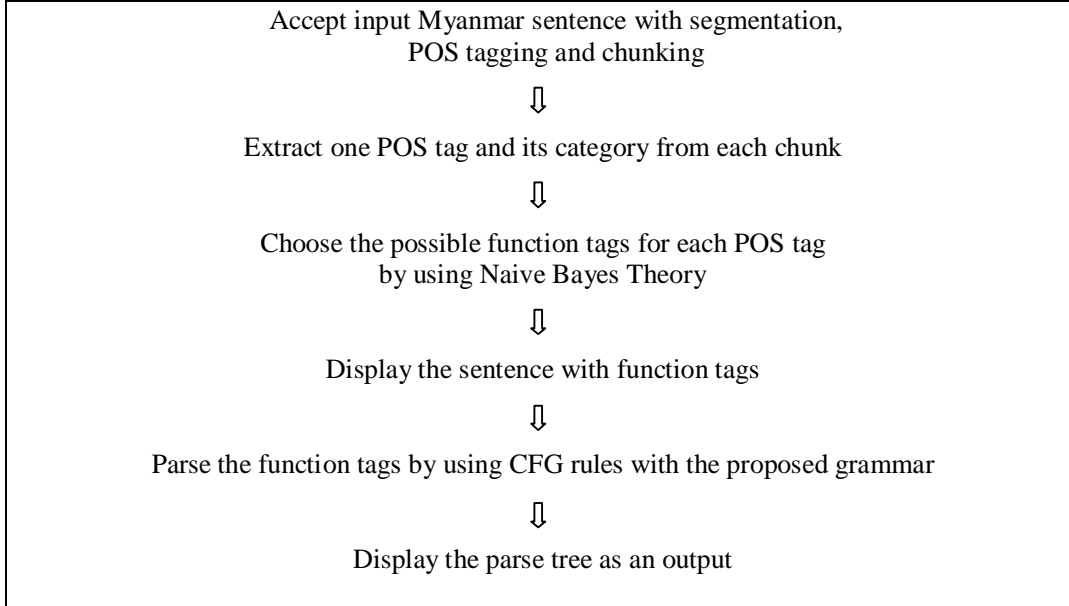 Accept input Myanmar sentence with segmentation,
POS tagging and chunking
⇩
Extract one POS tag and its category from each chunk
⇩
Choose the possible function tags for each POS tag
by using Naive Bayes Theory
⇩
Display the sentence with function tags
⇩
Parse the function tags by using CFG rules with the proposed grammar
⇩
Display the parse tree as an output